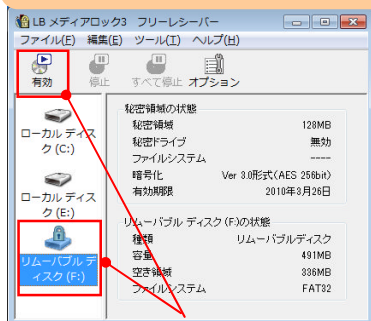 LB メディアロック3 フリーレシーバー
ファイル(F) 編集(E) ツール(T) ヘルプ(H)
有効 停止 すべて停止 オプション
ローカル ディスク (C:)
ローカル ディスク (E:)
リムーバブル ディスク (F:)
秘密領域の状態
秘密領域 128MB
秘密ドライブ 無効
ファイルシステム ----
暗号化 Ver 3.0形式(AES 256bit)
有効期限 2010年3月26日
リムーバブル ディスク (F:)の状態
種類 リムーバブルディスク
容量 491MB
空き領域 336MB
ファイルシステム FAT32